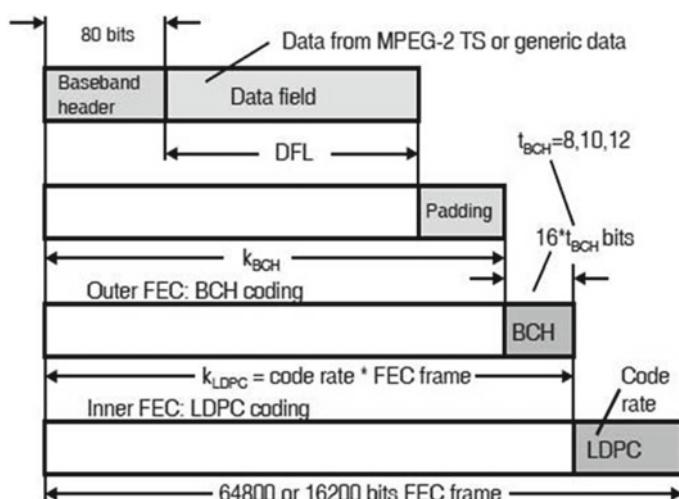 80 bits
Data from MPEG-2 TS or generic data
Baseband
header
Data field
DFL
t_BCH=8,10,12
Padding
k_BCH
16*t_BCH bits
Outer FEC: BCH coding
BCH
k_LDPC = code rate * FEC frame
Code
rate
Inner FEC: LDPC coding
LDPC
64800 or 16200 bits FEC frame